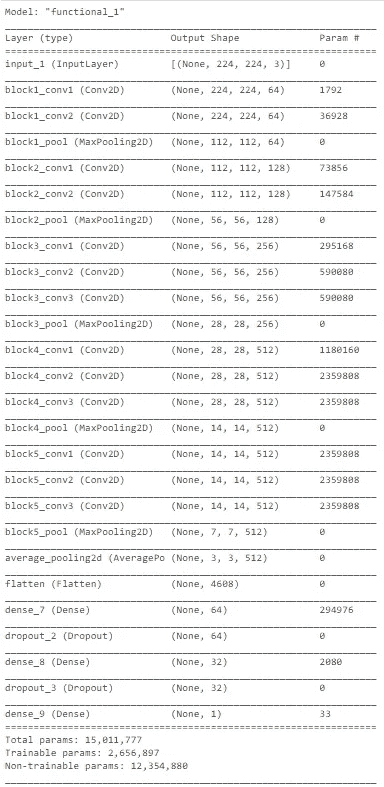 Model: "functional_1"
Layer (type) Output Shape Param #
input_1 (InputLayer) [(None, 224, 224, 3)] 0
block1_conv1 (Conv2D) (None, 224, 224, 64) 1792
block1_conv2 (Conv2D) (None, 224, 224, 64) 36928
block1_pool (MaxPooling2D) (None, 112, 112, 64) 0
block2_conv1 (Conv2D) (None, 112, 112, 128) 73856
block2_conv2 (Conv2D) (None, 112, 112, 128) 147584
block2_pool (MaxPooling2D) (None, 56, 56, 128) 0
block3_conv1 (Conv2D) (None, 56, 56, 256) 295168
block3_conv2 (Conv2D) (None, 56, 56, 256) 590080
block3_conv3 (Conv2D) (None, 56, 56, 256) 590080
block3_pool (MaxPooling2D) (None, 28, 28, 256) 0
block4_conv1 (Conv2D) (None, 28, 28, 512) 1180160
block4_conv2 (Conv2D) (None, 28, 28, 512) 2359808
block4_conv3 (Conv2D) (None, 28, 28, 512) 2359808
block4_pool (MaxPooling2D) (None, 14, 14, 512) 0
block5_conv1 (Conv2D) (None, 14, 14, 512) 2359808
block5_conv2 (Conv2D) (None, 14, 14, 512) 2359808
block5_conv3 (Conv2D) (None, 14, 14, 512) 2359808
block5_pool (MaxPooling2D) (None, 7, 7, 512) 0
average_pooling2d (AveragePo (None, 3, 3, 512) 0
flatten (Flatten) (None, 4608) 0
dense_7 (Dense) (None, 64) 294976
dropout_2 (Dropout) (None, 64) 0
dense_8 (Dense) (None, 32) 2080
dropout_3 (Dropout) (None, 32) 0
dense_9 (Dense) (None, 1) 33
Total params: 15,011,777
Trainable params: 2,656,897
Non-trainable params: 12,354,880